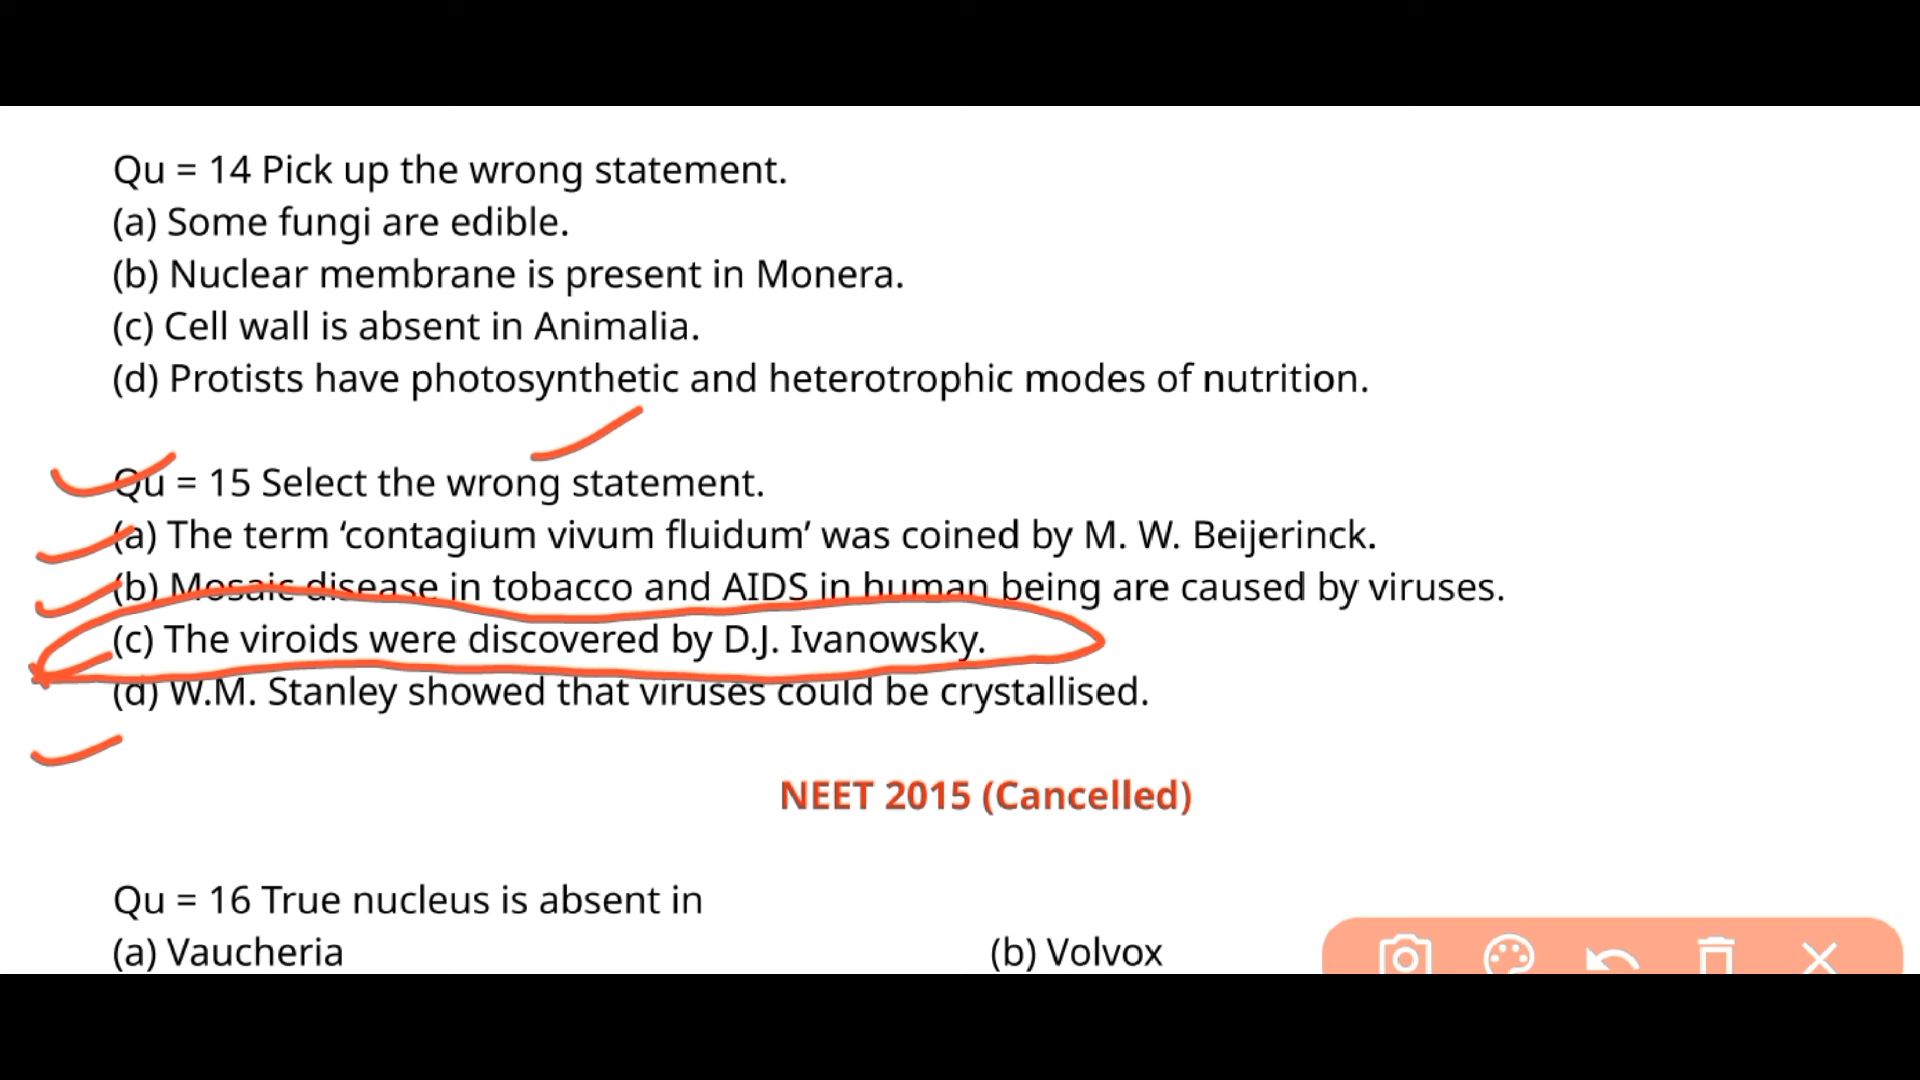 Qu = 14 Pick up the wrong statement.
(a) Some fungi are edible.
(b) Nuclear membrane is present in Monera.
(c) Cell wall is absent in Animalia.
(d) Protists have photosynthetic and heterotrophic modes of nutrition.
Qu = 15 Select the wrong statement.
(a) The term ‘contagium vivum fluidum’ was coined by M. W. Beijerinck.
(b) Mosaic disease in tobacco and AIDS in human being are caused by viruses.
(c) The viroids were discovered by D.J. Ivanowsky.
(d) W.M. Stanley showed that viruses could be crystallised.
NEET 2015 (Cancelled)
Qu = 16 True nucleus is absent in
(a) Vaucheria (b) Volvox